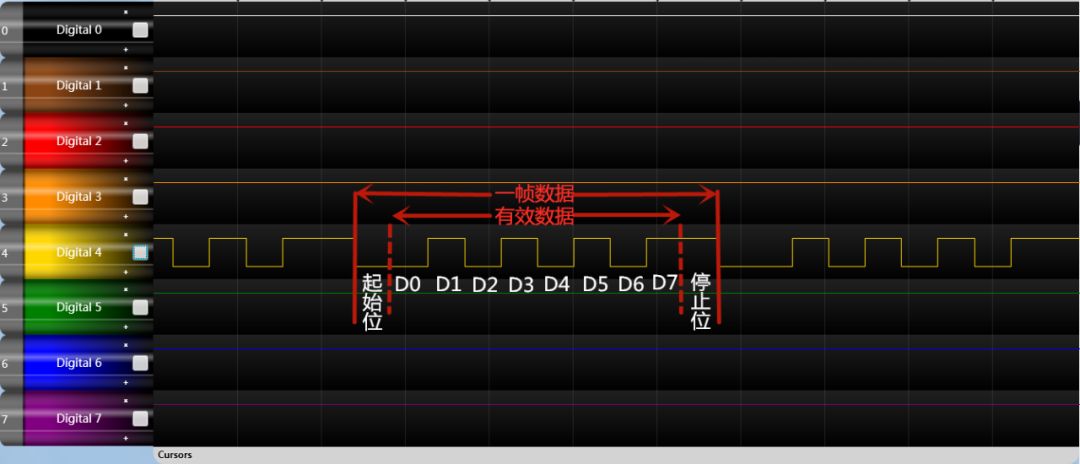 0 Digital 0
1 Digital 1
2 Digital 2
3 Digital 3
一帧数据
有效数据
4 Digital 4
起始位 D0 D1 D2 D3 D4 D5 D6 D7 停止位
5 Digital 5
6 Digital 6
7 Digital 7
Cursors